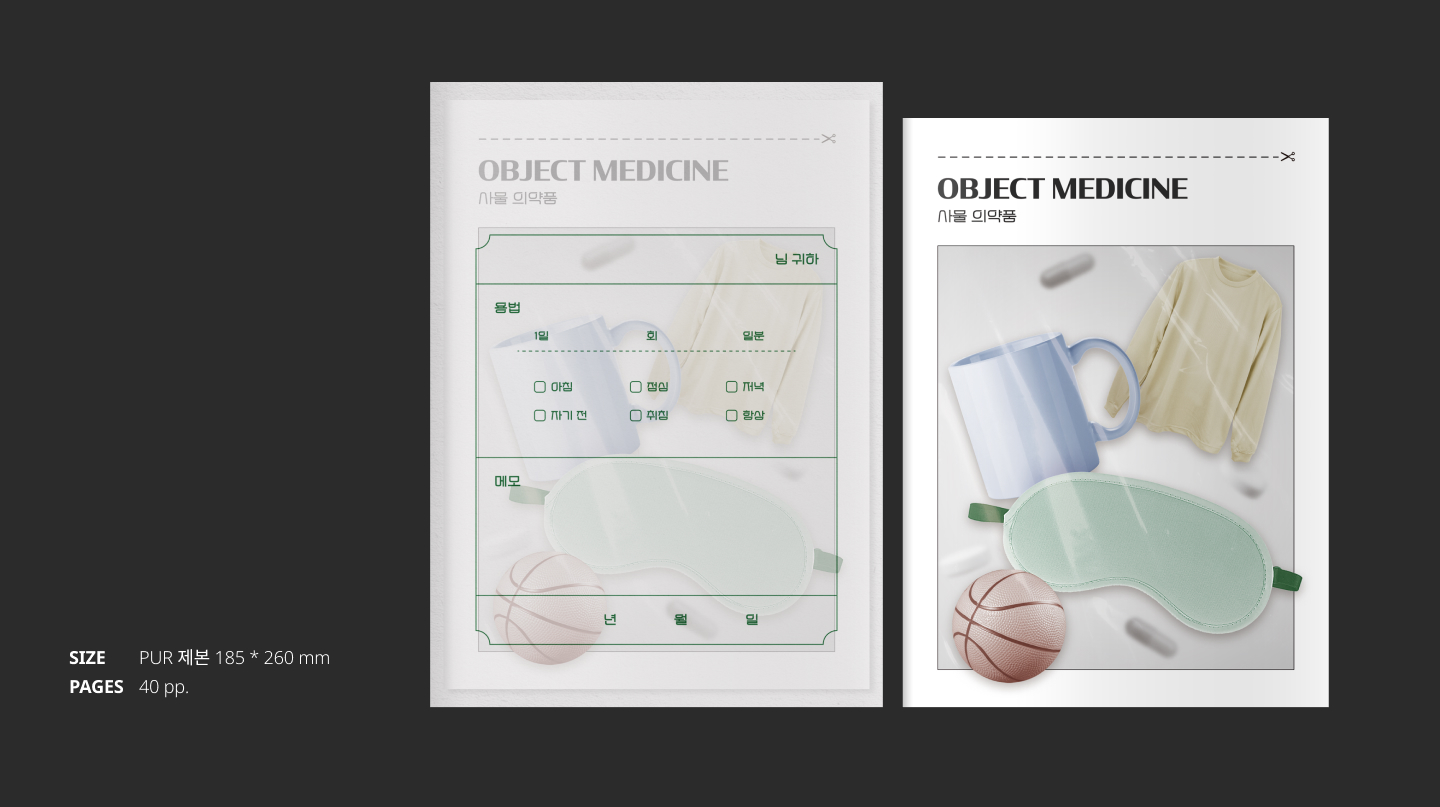 OBJECT MEDICINE
사물 의약품
님 귀하
용법
1일 회 일분
아침 점심 저녁
자기 전 취침 항상
메모
년 월 일
OBJECT MEDICINE
사물 의약품
SIZE PUR 제본 185 * 260 mm
PAGES 40 pp.